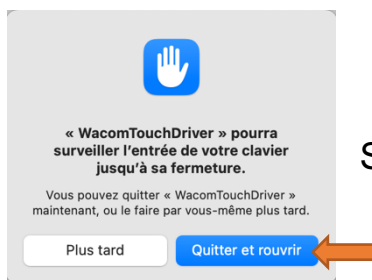 « WacomTouchDriver » pourra
surveiller l’entrée de votre clavier
jusqu’à sa fermeture.
Vous pouvez quitter « WacomTouchDriver »
maintenant, ou le faire par vous-même plus tard.
Plus tard
Quitter et rouvrir